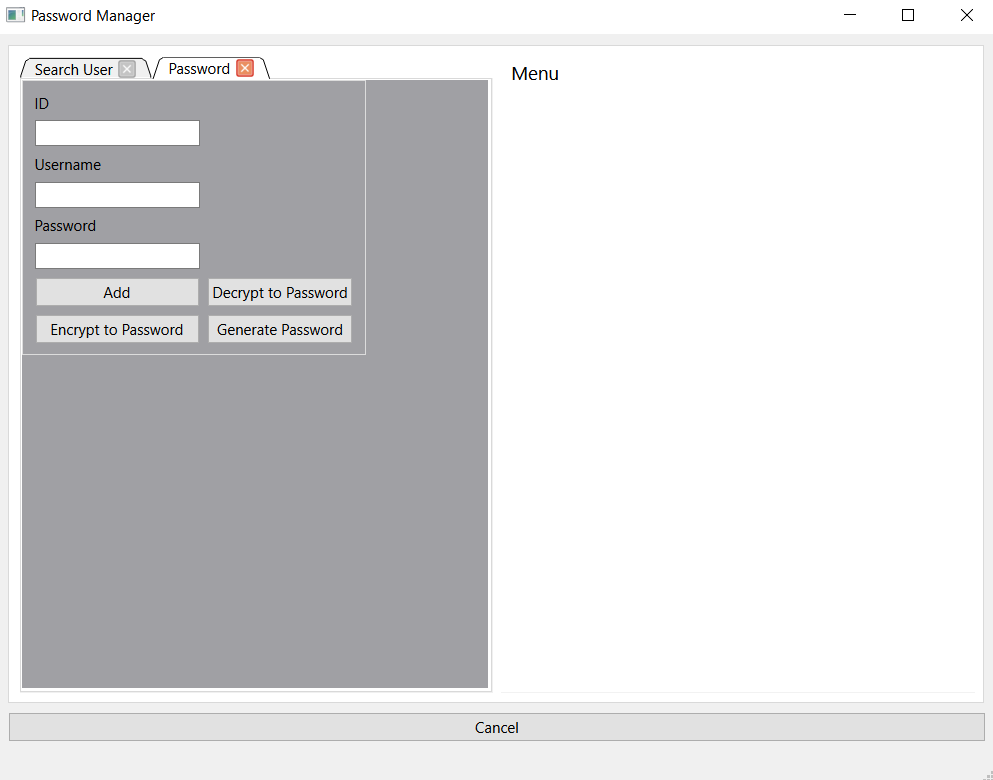 Password Manager
Search User
Password
Menu
ID
Username
Password
Add
Decrypt to Password
Encrypt to Password
Generate Password
Cancel